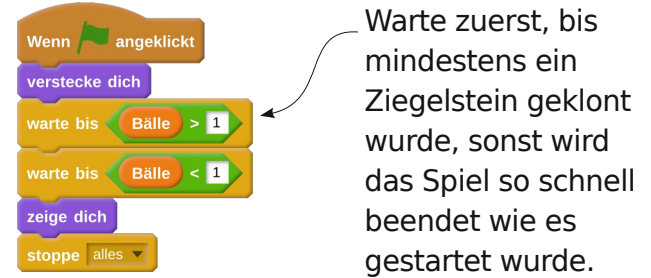 Wenn angeklickt
verstecke dich
warte bis Bälle > 1
warte bis Bälle < 1
zeige dich
stoppe alles
Warte zuerst, bis
mindestens ein
Ziegelstein geklont
wurde, sonst wird
das Spiel so schnell
beendet wie es
gestartet wurde.